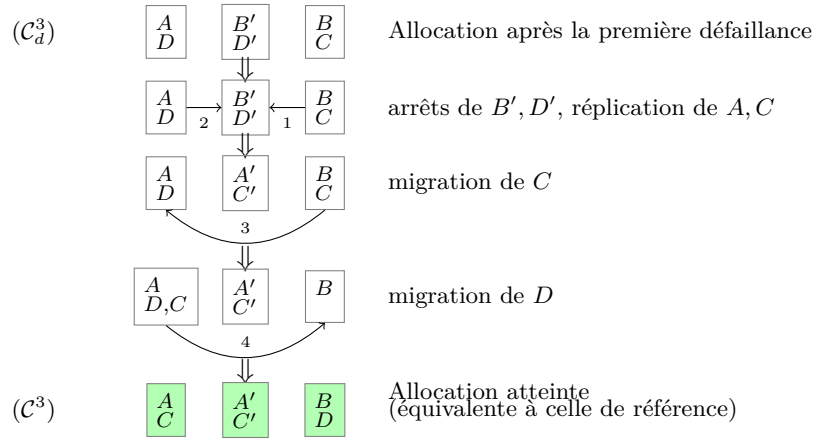 (𝒞³_d) A B′ B Allocation après la première défaillance
D D′ C
A B′ B arrêts de B′, D′, réplication de A, C
D D′ C
2 1
A A′ B migration de C
D C′ C
3
A A′ B migration de D
D,C C′
4
Allocation atteinte
(𝒞³) A A′ B (équivalente à celle de référence)
C C′ D